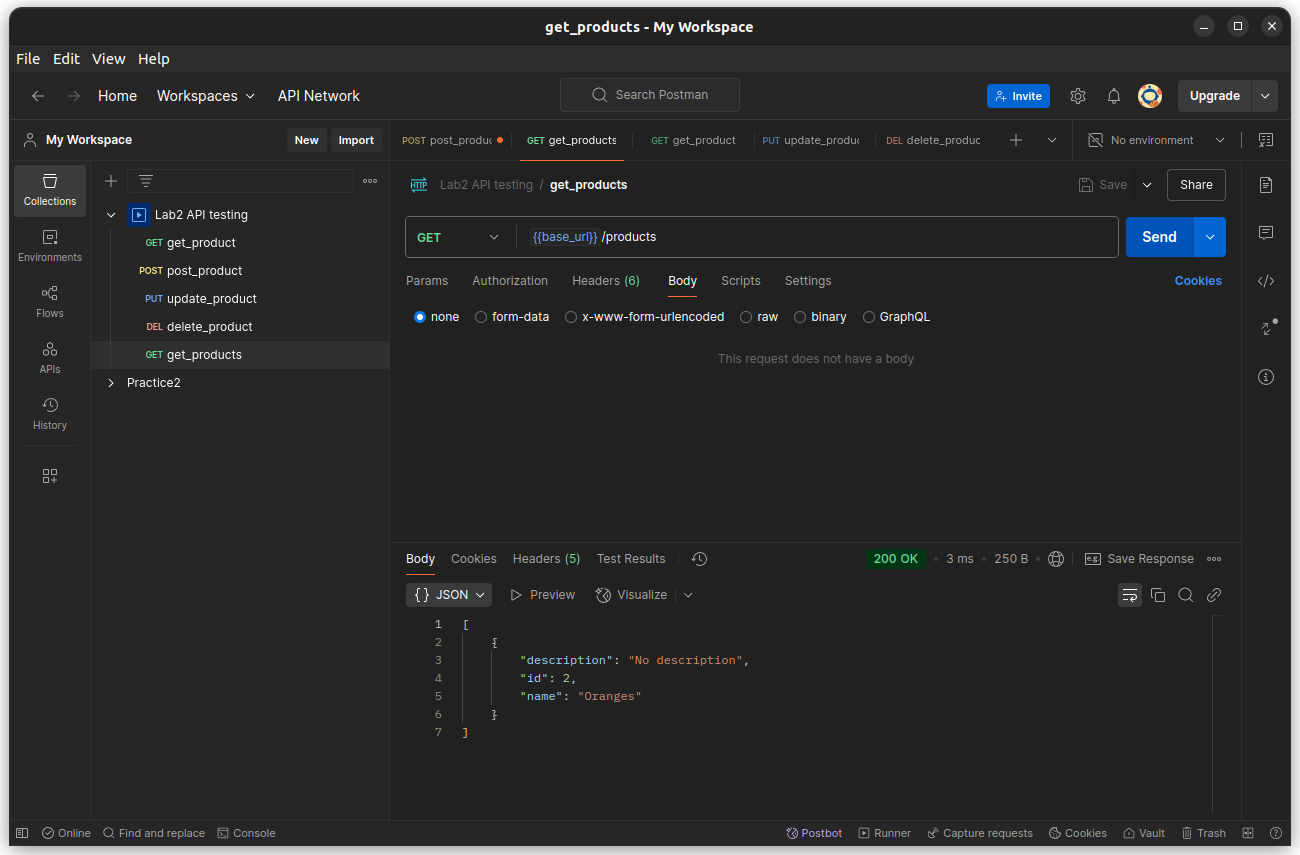 get_products - My Workspace
File Edit View Help
Home Workspaces API Network Search Postman Invite Upgrade
My Workspace New Import
POST post_produc GET get_products GET get_product PUT update_produc DEL delete_produc No environment
Collections
Environments
Flows
APIs
History
Lab2 API testing
GET get_product
POST post_product
PUT update_product
DEL delete_product
GET get_products
Practice2
HTTP Lab2 API testing / get_products Save Share
GET {{base_url}} /products Send
Params Authorization Headers (6) Body Scripts Settings Cookies
none form-data x-www-form-urlencoded raw binary GraphQL
This request does not have a body
Body Cookies Headers (5) Test Results 200 OK 3 ms 250 B e.g. Save Response
{} JSON Preview Visualize
1 [
2 {
3 "description": "No description",
4 "id": 2,
5 "name": "Oranges"
6 }
7 ]
Online Find and replace Console Postbot Runner Capture requests Cookies Vault Trash